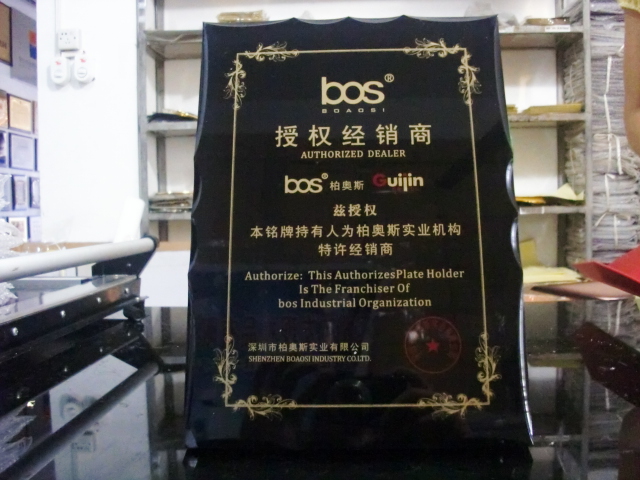 bos®
BOAOSI
授权经销商
AUTHORIZED DEALER
bos® 柏奥斯 Guijin
兹授权
本铭牌持有人为柏奥斯实业机构
特许经销商
Authorize: This AuthorizesPlate Holder
Is The Franchiser Of
bos Industrial Organization
深圳市柏奥斯实业有限公司
SHENZHEN BOAOSI INDUSTRY CO.LTD.